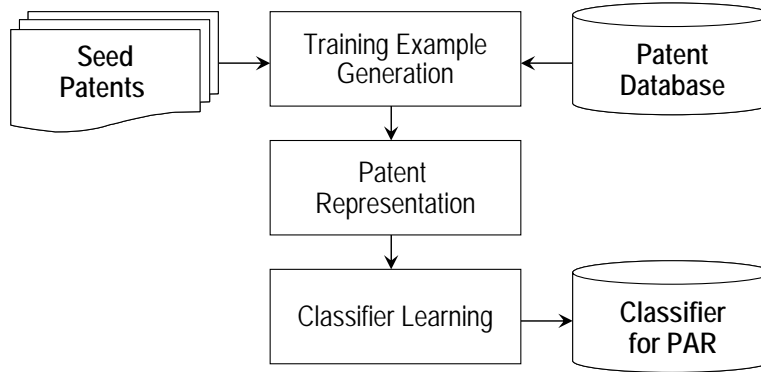 Seed
Patents
Training Example
Generation
Patent
Database
Patent
Representation
Classifier Learning
Classifier
for PAR